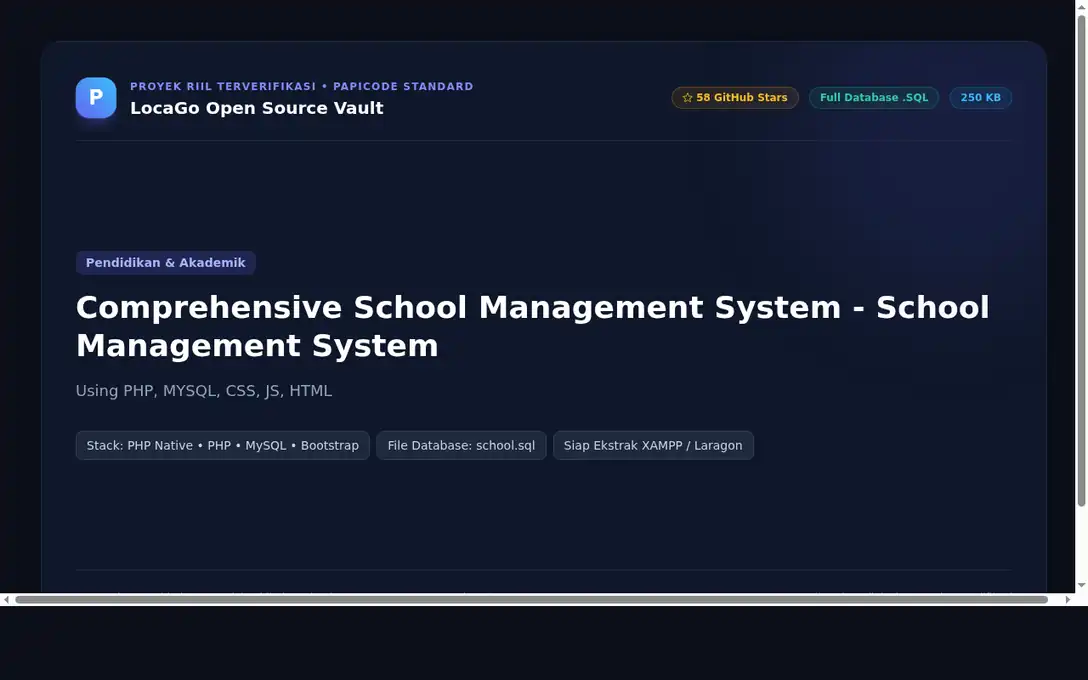 P
PROYEK RIIL TERVERIFIKASI • PAPICODE STANDARD
LocaGo Open Source Vault
☆ 58 GitHub Stars
Full Database .SQL
250 KB
Pendidikan & Akademik
Comprehensive School Management System - School
Management System
Using PHP, MYSQL, CSS, JS, HTML
Stack: PHP Native • PHP • MySQL • Bootstrap
File Database: school.sql
Siap Ekstrak XAMPP / Laragon